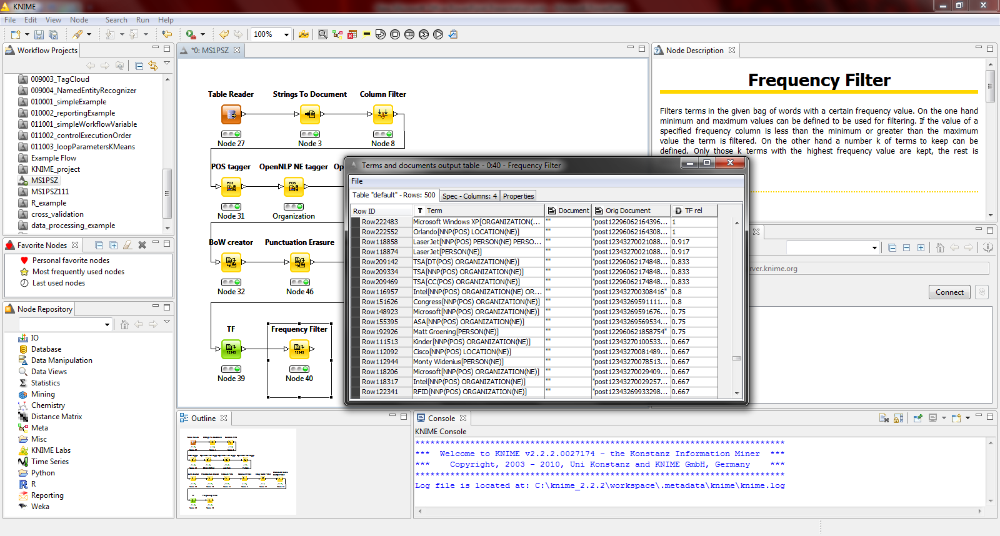 KNIME
File Edit View Node Search Run Help
100%
Workflow Projects
009003_TagCloud
009004_NamedEntityRecognizer
010001_simpleExample
010002_reportingExample
011001_simpleWorkflowVariable
011002_controlExecutionOrder
011003_loopParametersKMeans
Example Flow
KNIME_project
MS1PSZ
MS1PSZ111
R_example
cross_validation
data_processing_example
Favorite Nodes
Personal favorite nodes
Most frequently used nodes
Last used nodes
Node Repository
IO
Database
Data Manipulation
Data Views
Statistics
Mining
Chemistry
Distance Matrix
Meta
Misc
KNIME Labs
Time Series
Python
R
Reporting
Weka
*0: MS1PSZ
Table Reader Strings To Document Column Filter
Node 27 Node 3 Node 8
POS tagger OpenNLP NE tagger
Node 31 Organization
BoW creator Punctuation Erasure
Node 32 Node 46
TF Frequency Filter
Node 39 Node 40
Node Description
Frequency Filter
Filters terms in the given bag of words with a certain frequency value. On the one hand
minimum and maximum values can be defined to be used for filtering. If the value of a
specified frequency column is less than the minimum or greater than the maximum
value the term is filtered. On the other hand a number k of terms to keep can be
defined. Only those k terms with the highest frequency value are kept, the rest is
rver.knime.org
Connect
Terms and documents output table - 0:40 - Frequency Filter
File
Table "default" - Rows: 500 Spec - Columns: 4 Properties
Row ID T Term Document Orig Document D TF rel
Row222483 Microsoft Windows XP[ORGANIZATION(... "" "post12296062164396... 1
Row222552 Orlando[NNP(POS) LOCATION(NE)] "" "post12296062164308... 1
Row118858 LaserJet[NNP(POS) PERSON(NE) PERSO... "" "post12343270021088... 0.917
Row118874 LaserJet[PERSON(NE)] "" "post12343270021088... 0.917
Row209142 TSA[DT(POS) ORGANIZATION(NE)] "" "post12296062174848... 0.833
Row209334 TSA[NNP(POS) ORGANIZATION(NE)] "" "post12296062174848... 0.833
Row209469 TSA[CC(POS) ORGANIZATION(NE)] "" "post12296062174848... 0.833
Row116957 Intel[NNP(POS) ORGANIZATION(NE) OR... "" "post123432700308416" 0.8
Row151626 Congress[NNP(POS) ORGANIZATION(NE)] "" "post12343269591111... 0.8
Row148923 Microsoft[NNP(POS) ORGANIZATION(NE)] "" "post12343269591676... 0.75
Row155395 ASA[NNP(POS) ORGANIZATION(NE)] "" "post12343269569534... 0.75
Row192926 Matt Groening[PERSON(NE)] "" "post122960621858754" 0.75
Row111513 Kinder[NNP(POS) ORGANIZATION(NE)] "" "post12343270100533... 0.667
Row112092 Cisco[NNP(POS) LOCATION(NE)] "" "post12343270081489... 0.667
Row112944 Monty Widenius[PERSON(NE)] "" "post12343270078513... 0.667
Row118206 Microsoft[NNP(POS) ORGANIZATION(NE)] "" "post12343270029409... 0.667
Row118317 Intel[NNP(POS) ORGANIZATION(NE)] "" "post12343270029257... 0.667
Row122341 RFID[NNP(POS) ORGANIZATION(NE)] "" "post12343269933298... 0.667
Outline
Console
KNIME Console
*** Welcome to KNIME v2.2.2.0027174 - the Konstanz Information Miner ***
*** Copyright, 2003 - 2010, Uni Konstanz and KNIME GmbH, Germany ***
Log file is located at: C:\knime_2.2.2\workspace\.metadata\knime\knime.log